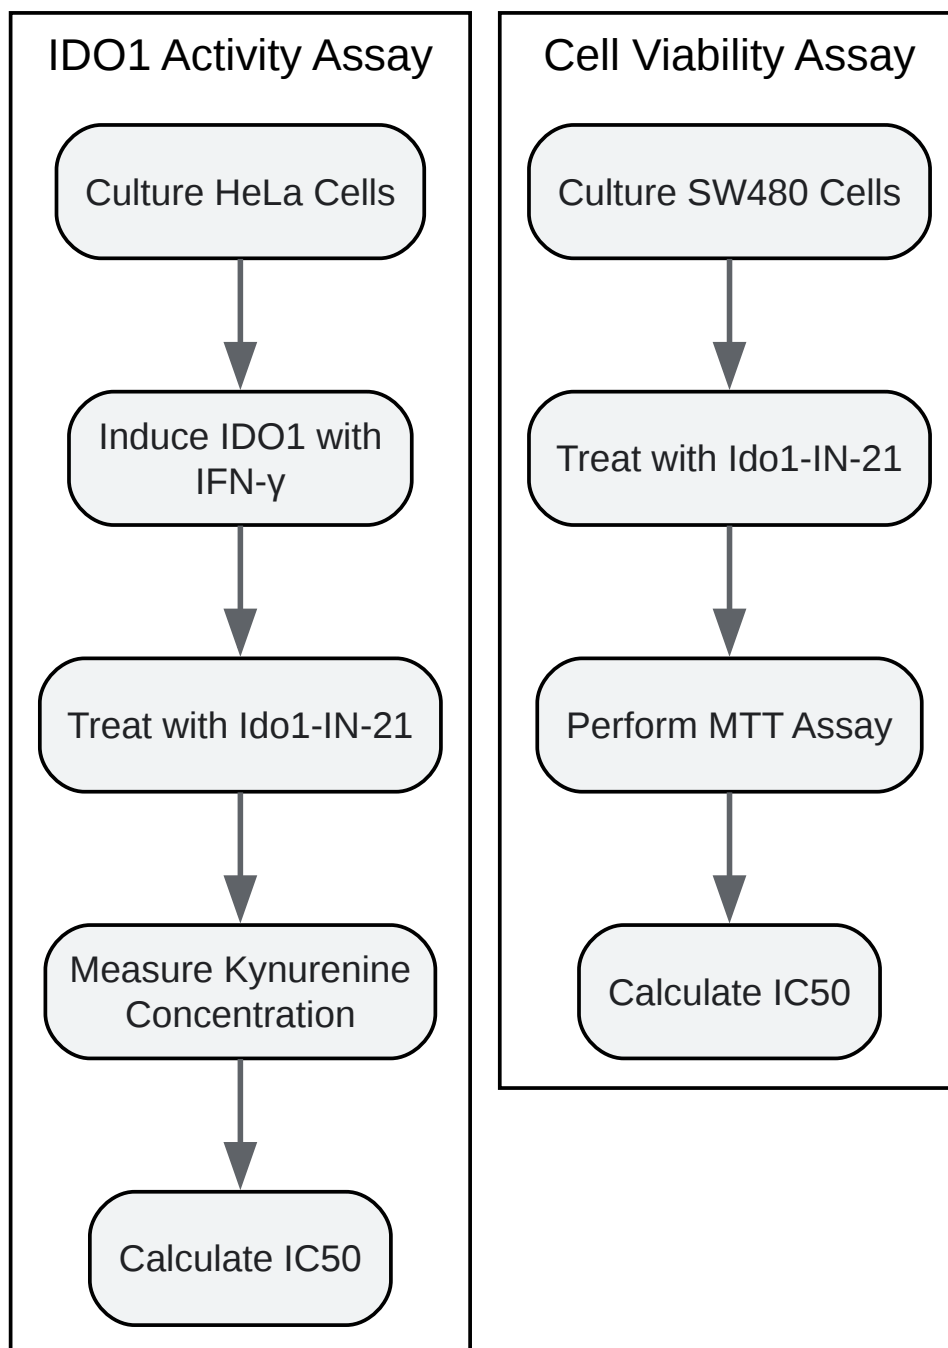 IDO1 Activity Assay
Culture HeLa Cells
Induce IDO1 with
IFN-γ
Treat with Ido1-IN-21
Measure Kynurenine
Concentration
Calculate IC50
Cell Viability Assay
Culture SW480 Cells
Treat with Ido1-IN-21
Perform MTT Assay
Calculate IC50